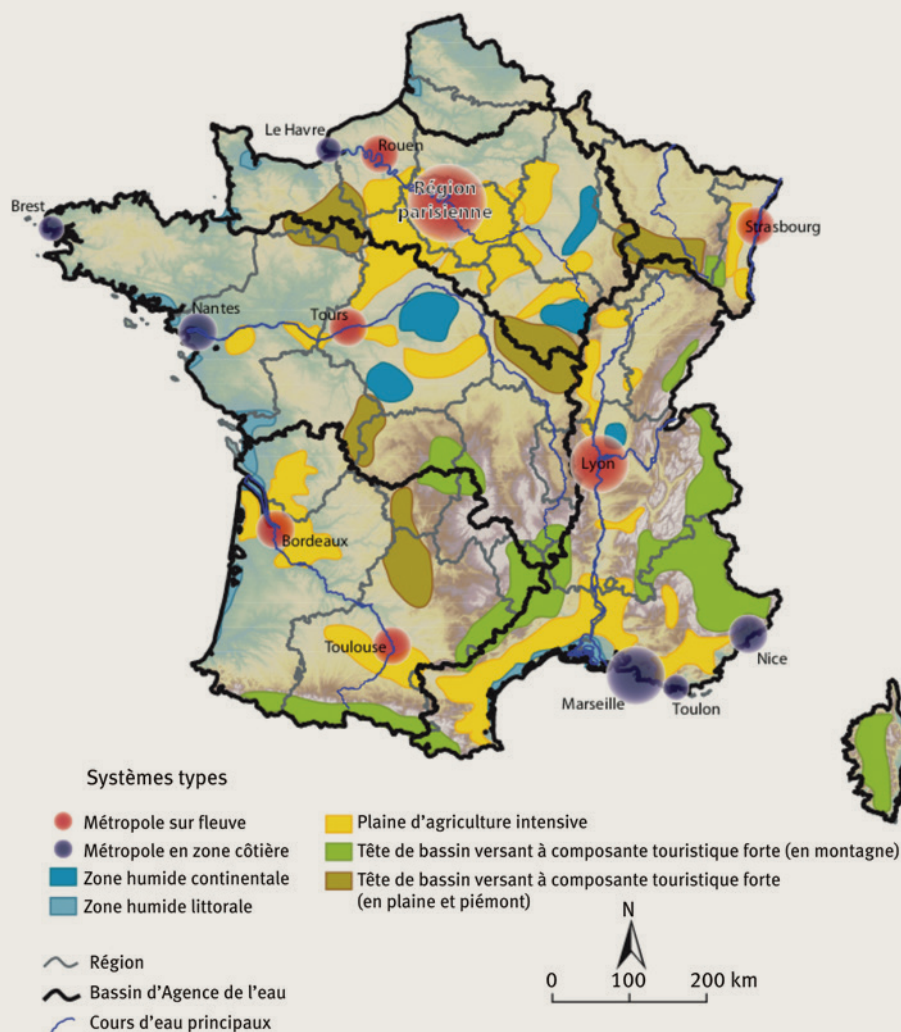 Le Havre
Rouen
Région
parisienne
Brest
Strasbourg
Nantes
Tours
Lyon
Bordeaux
Toulouse
Nice
Marseille
Toulon
Systèmes types
Métropole sur fleuve
Métropole en zone côtière
Zone humide continentale
Zone humide littorale
Plaine d'agriculture intensive
Tête de bassin versant à composante touristique forte (en montagne)
Tête de bassin versant à composante touristique forte
(en plaine et piémont)
Région
Bassin d'Agence de l'eau
Cours d'eau principaux
N
0 100 200 km